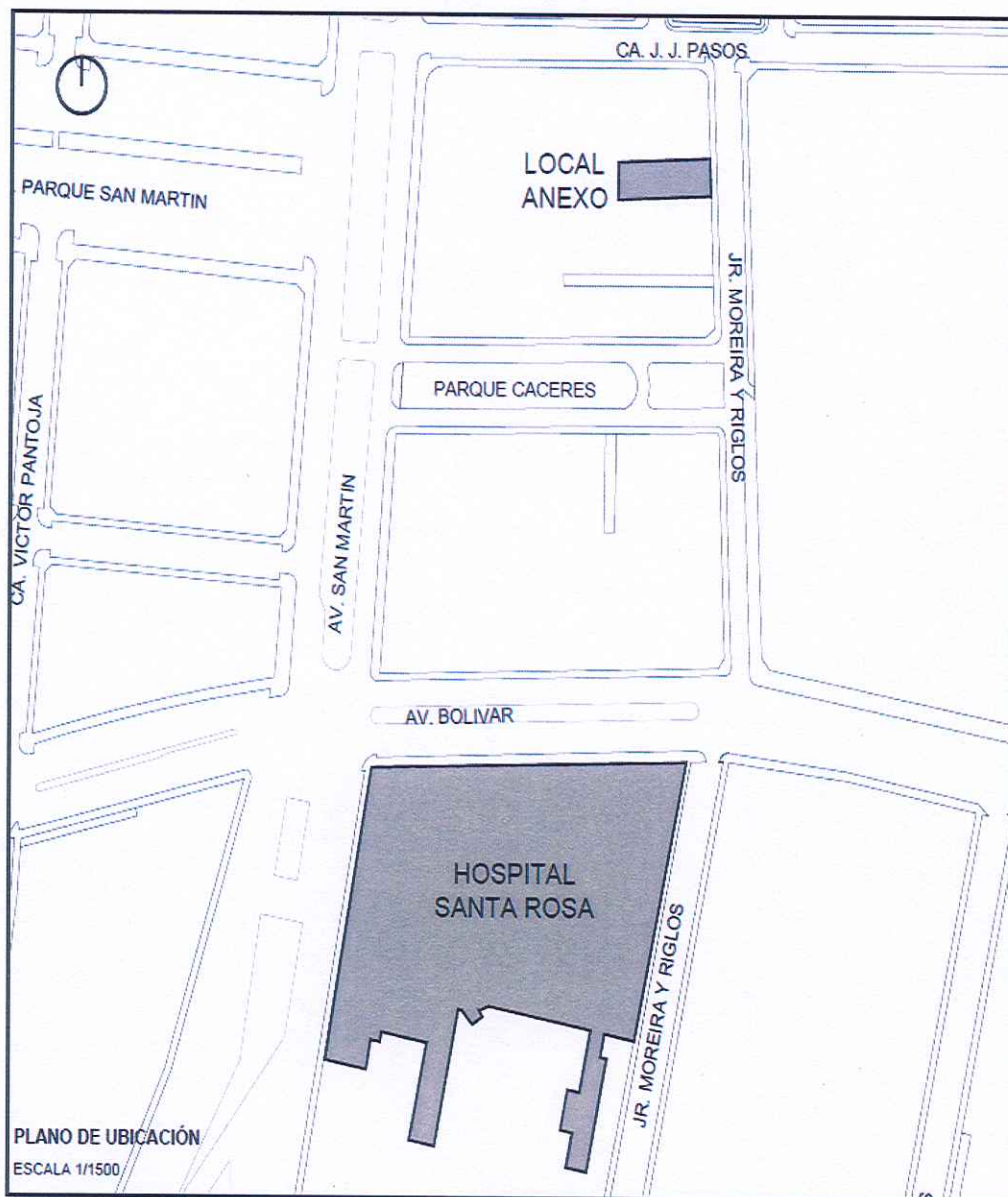 CA. J. J. PASOS
LOCAL
ANEXO
PARQUE SAN MARTIN
JR. MOREIRA Y RIGLOS
PARQUE CACERES
CA. VICTOR PANTOJA
AV. SAN MARTIN
AV. BOLIVAR
HOSPITAL
SANTA ROSA
JR. MOREIRA Y RIGLOS
PLANO DE UBICACIÓN
ESCALA 1/1500